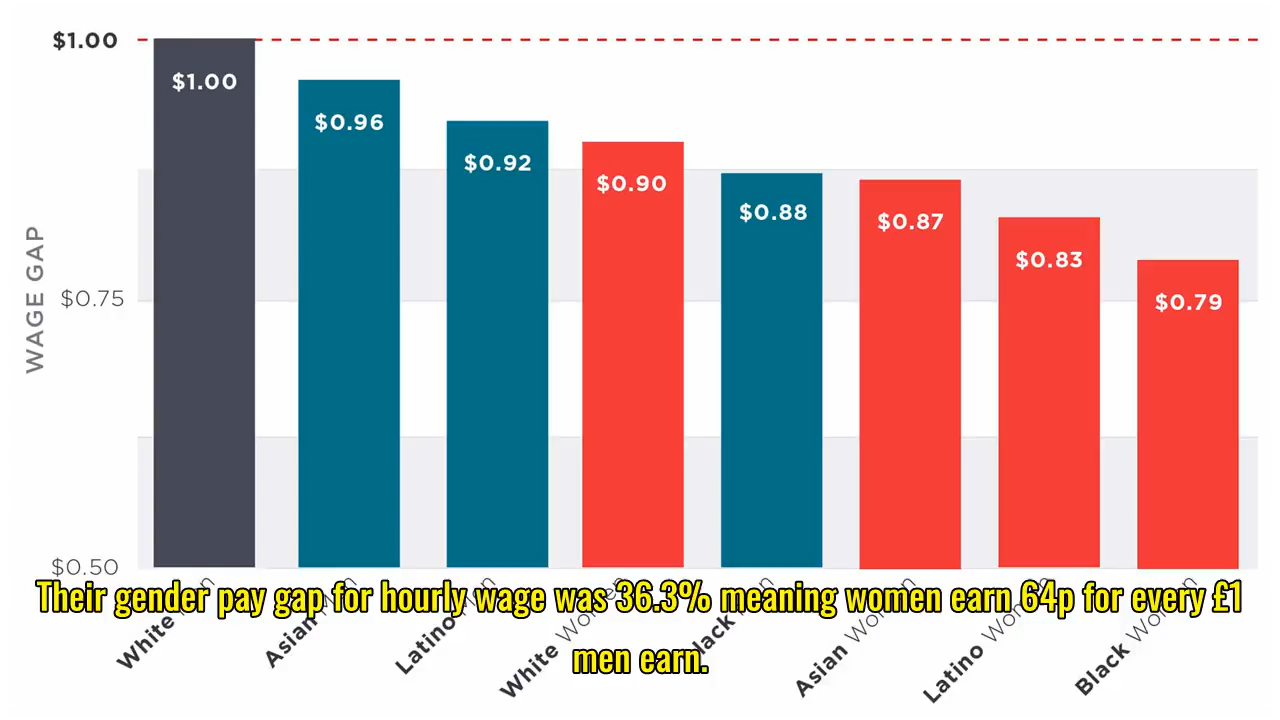 $1.00
$1.00
$0.96
$0.92
$0.90
$0.88
$0.87
$0.83
$0.79
WAGE GAP
$0.75
$0.50
Their gender pay gap for hourly wage was 36.3% meaning women earn 64p for every £1
men earn.
White
Asian
Latino
White Women
Asian Women
Latino Women
Black Women